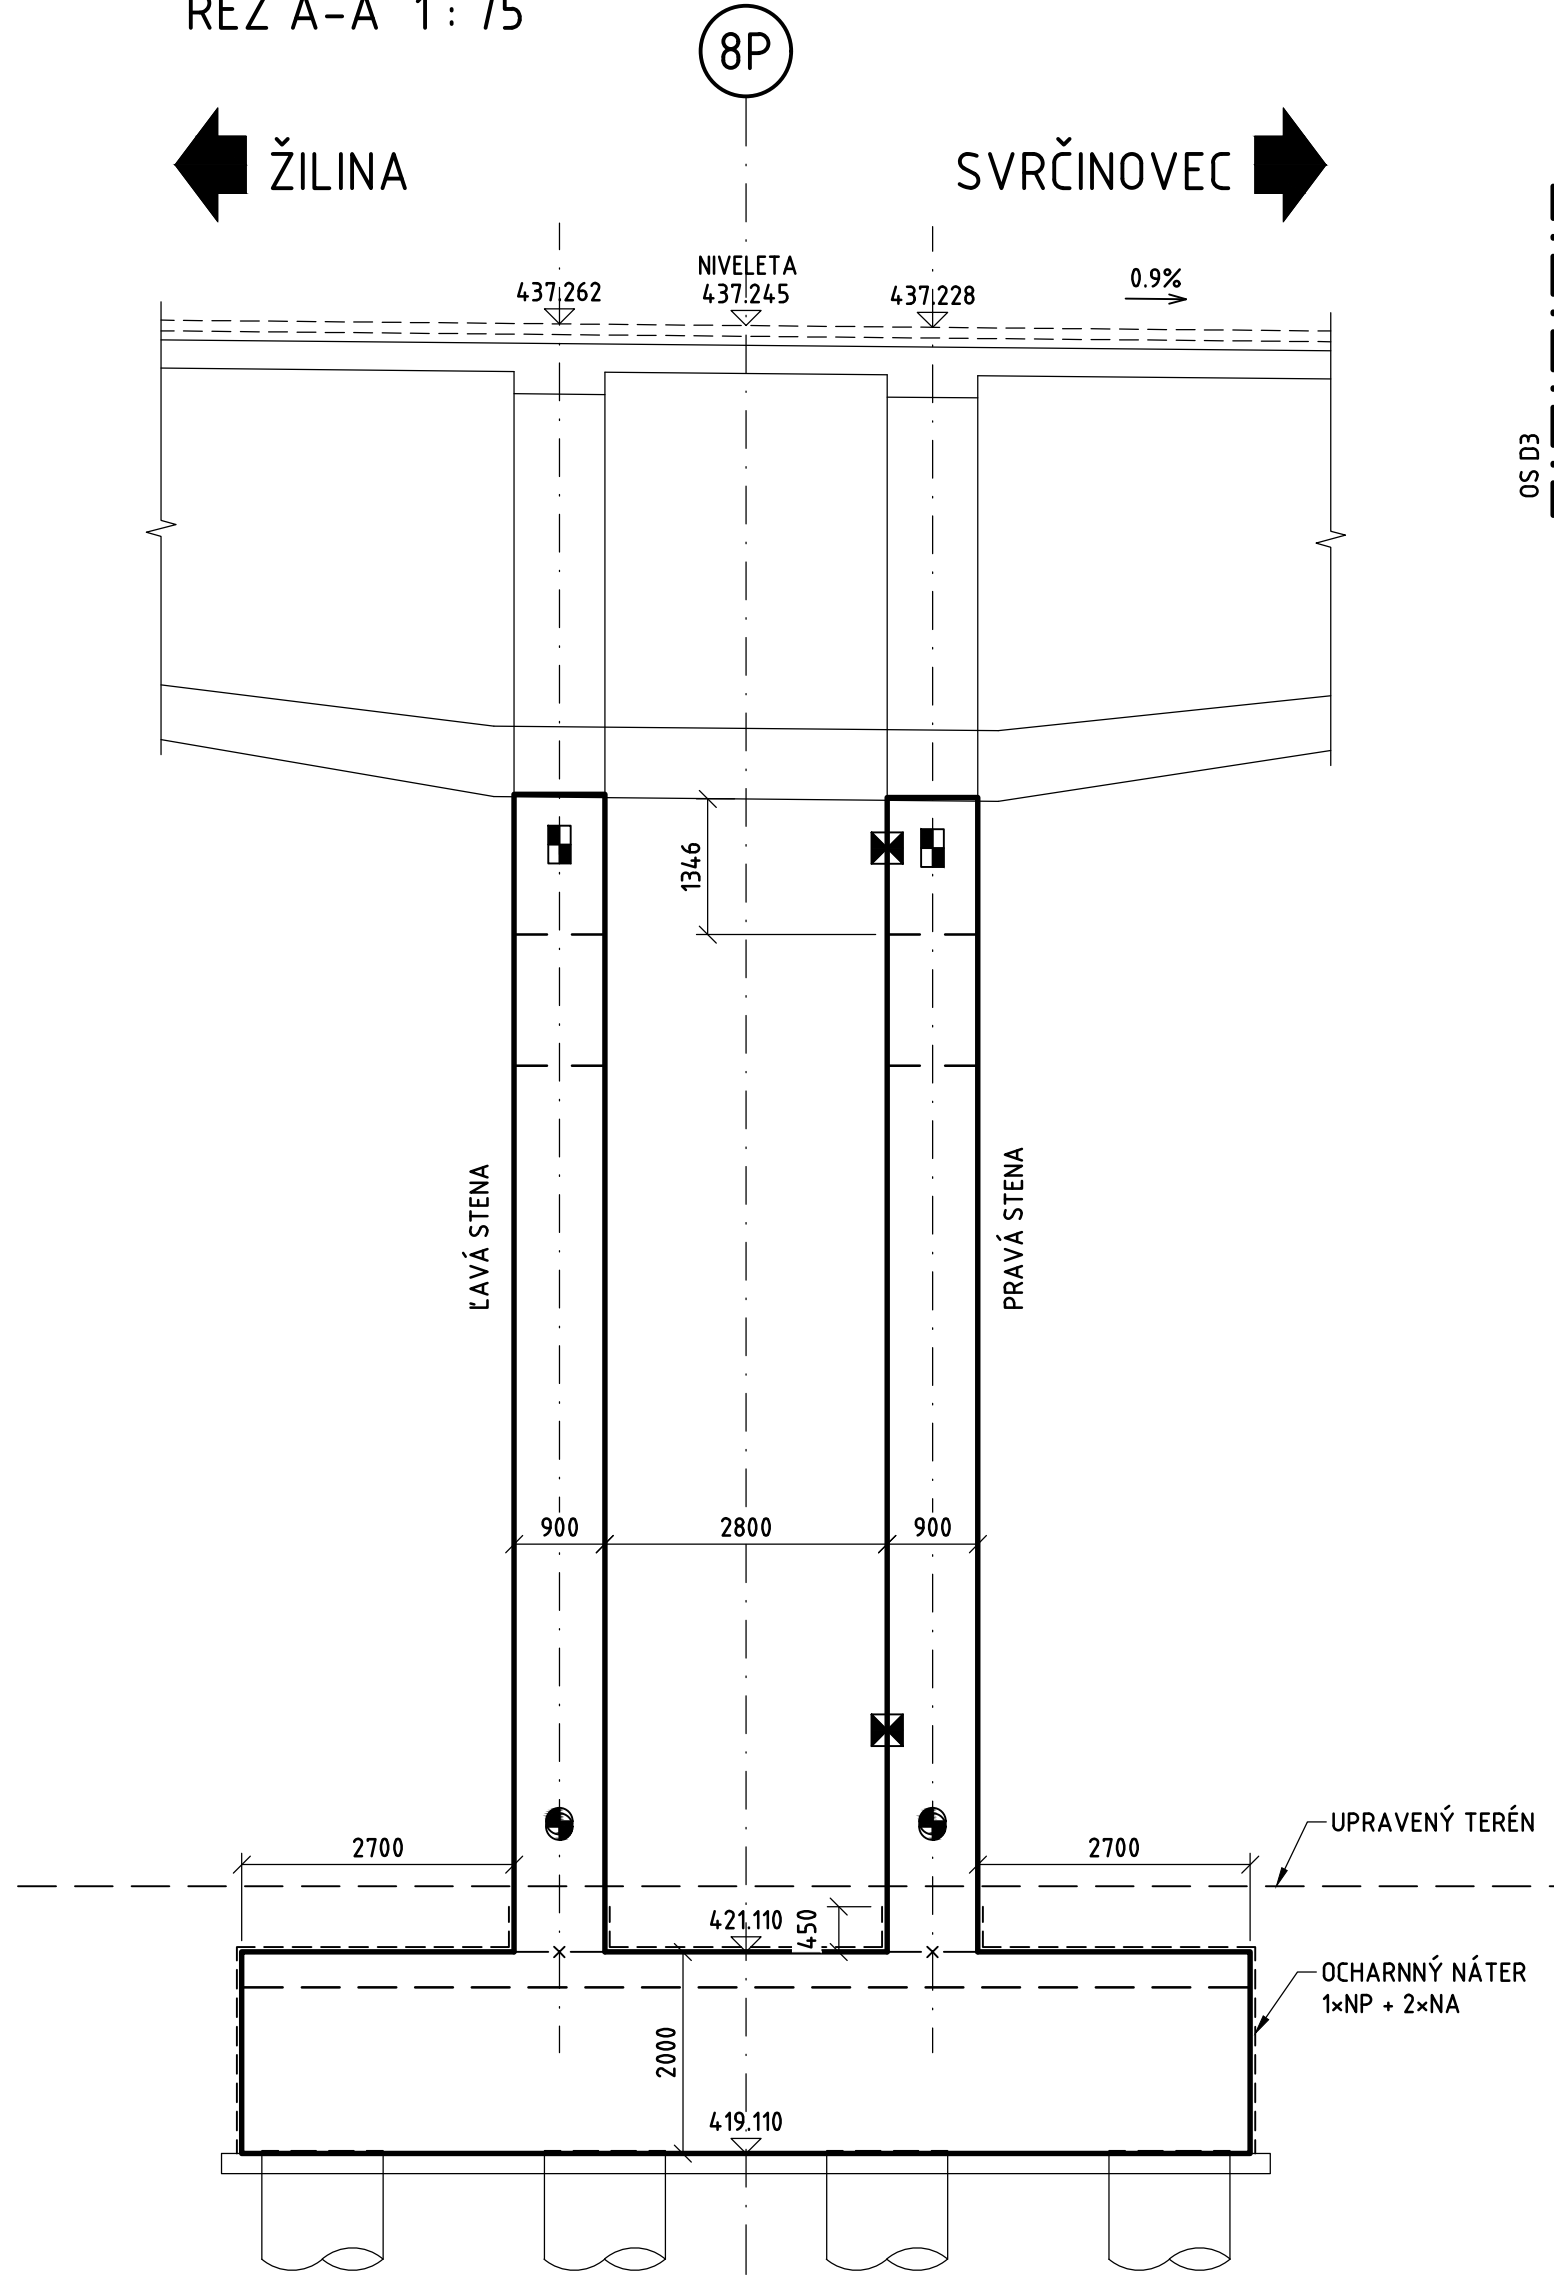 REZ A-A 1 : 75
8P
ŽILINA
SVRČINOVEC
NIVELETA
437.262
437.245
437.228
0.9%
OS D3
1346
ĽAVÁ STENA
PRAVÁ STENA
900
2800
900
UPRAVENÝ TERÉN
2700
2700
421.110
450
OCHARNNÝ NÁTER
1×NP + 2×NA
2000
419.110